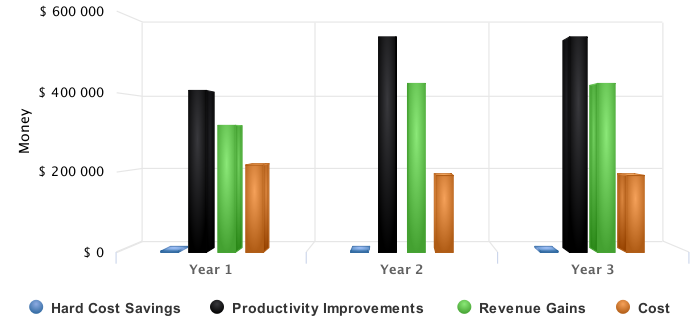 $ 600 000
$ 400 000
$ 200 000
$ 0
Money
Year 1
Year 2
Year 3
Hard Cost Savings
Productivity Improvements
Revenue Gains
Cost